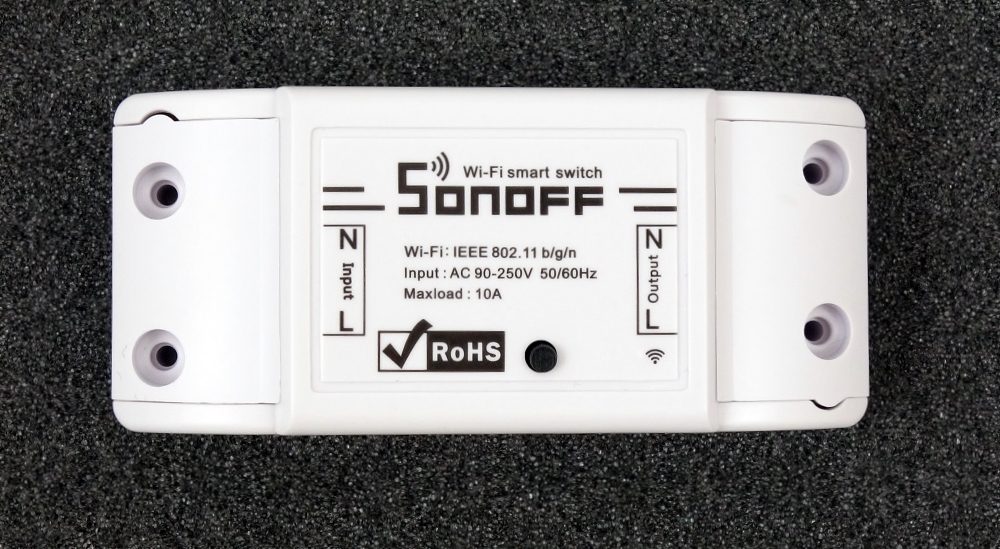 Wi-Fi smart switch
SONOFF
N
Input
L
Wi-Fi: IEEE 802.11 b/g/n
Input : AC 90-250V 50/60Hz
Maxload : 10A
RoHS
N
Output
L